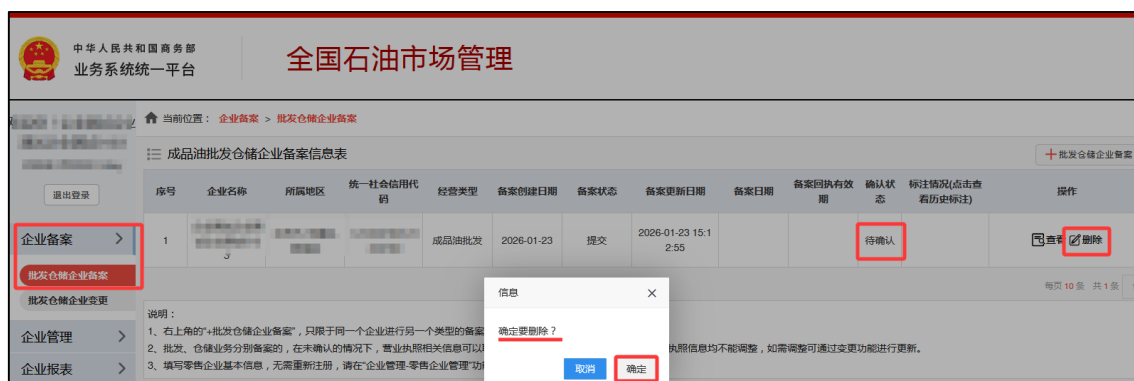 中华人民共和国商务部
业务系统统一平台
全国石油市场管理
当前位置： 企业备案 > 批发仓储企业备案
退出登录
企业备案 >
批发仓储企业备案
批发仓储企业变更
企业管理 >
企业报表 >
成品油批发仓储企业备案信息表
+批发仓储企业备案
序号 企业名称 所属地区 统一社会信用代码 经营类型 备案创建日期 备案状态 备案更新日期 备案日期 备案回执有效期 确认状态 标注情况(点击查看历史标注) 操作
1 成品油批发 2026-01-23 提交 2026-01-23 15:12:55 待确认 查看 删除
每页 10 条 共 1 条
信息 ×
确定要删除？
取消 确定
说明：
1、右上角的"+批发仓储企业备案"，只限于同一个企业进行另一个类型的备案
2、批发、仓储业务分别备案的，在未确认的情况下，营业执照相关信息可以 执照信息均不能调整，如需调整可通过变更功能进行更新。
3、填写零售企业基本信息，无需重新注册，请在"企业管理-零售企业管理"功